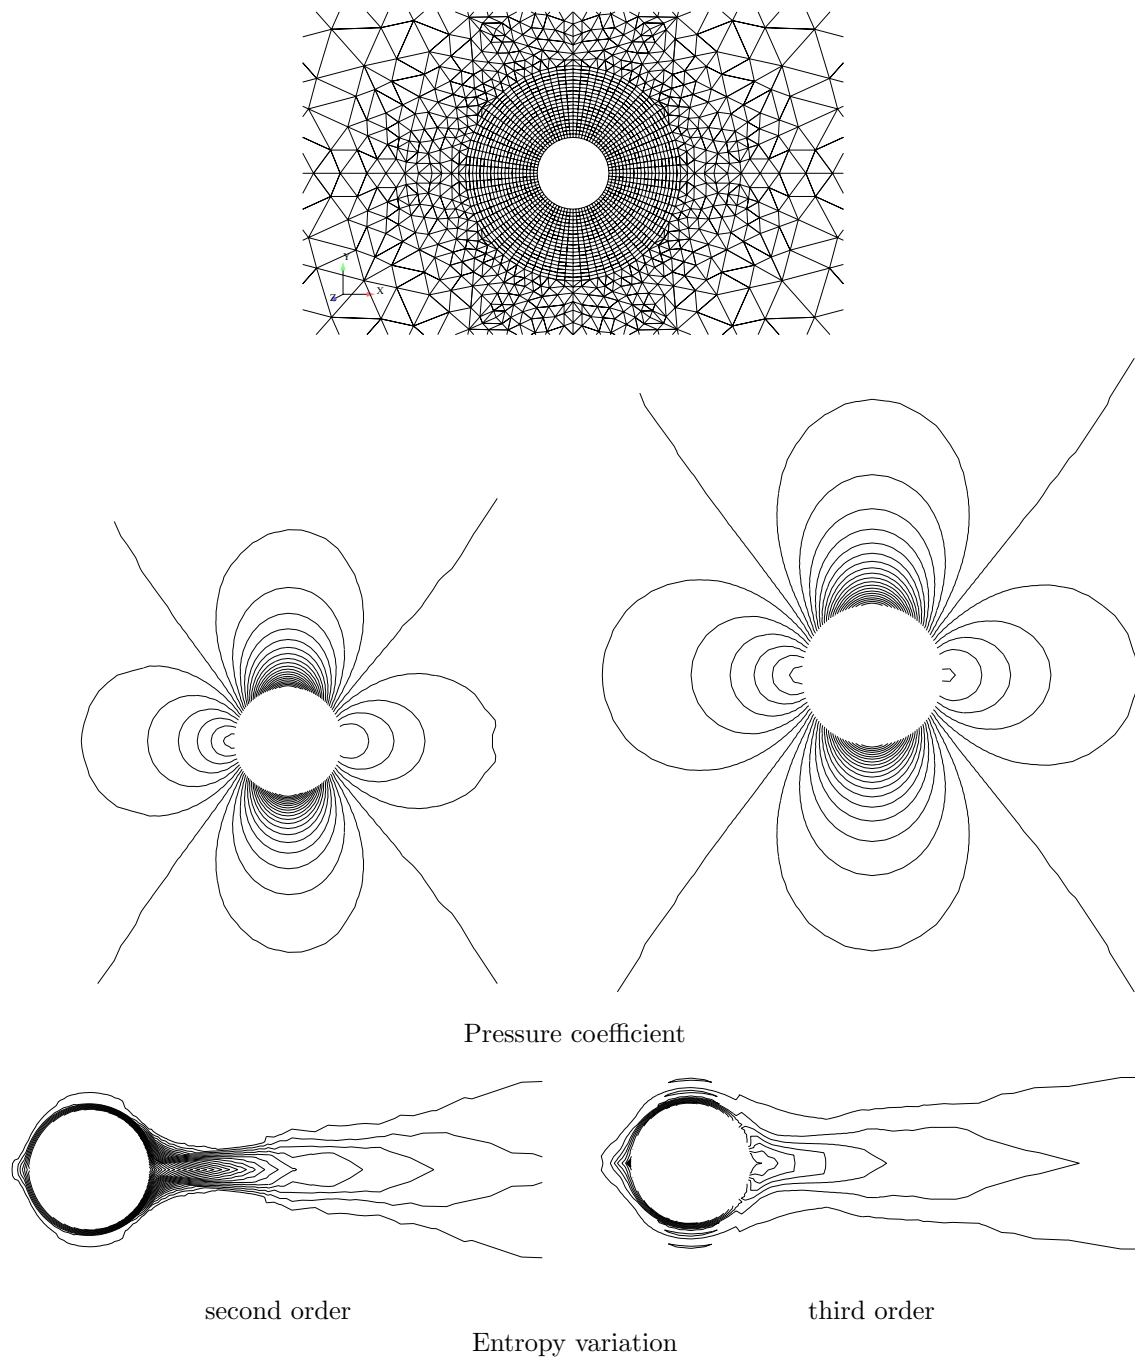 Y
Z
X
Pressure coefficient
second order
third order
Entropy variation